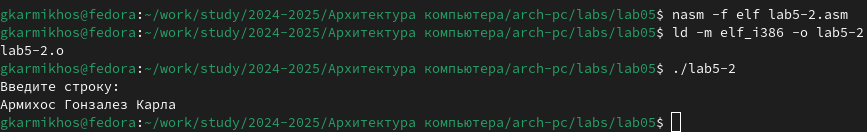 gkarmikhos@fedora:~/work/study/2024-2025/Архитектура компьютера/arch-pc/labs/lab05$ nasm -f elf lab5-2.asm
gkarmikhos@fedora:~/work/study/2024-2025/Архитектура компьютера/arch-pc/labs/lab05$ ld -m elf_i386 -o lab5-2
lab5-2.o
gkarmikhos@fedora:~/work/study/2024-2025/Архитектура компьютера/arch-pc/labs/lab05$ ./lab5-2
Введите строку:
Армихос Гонзалез Карла
gkarmikhos@fedora:~/work/study/2024-2025/Архитектура компьютера/arch-pc/labs/lab05$